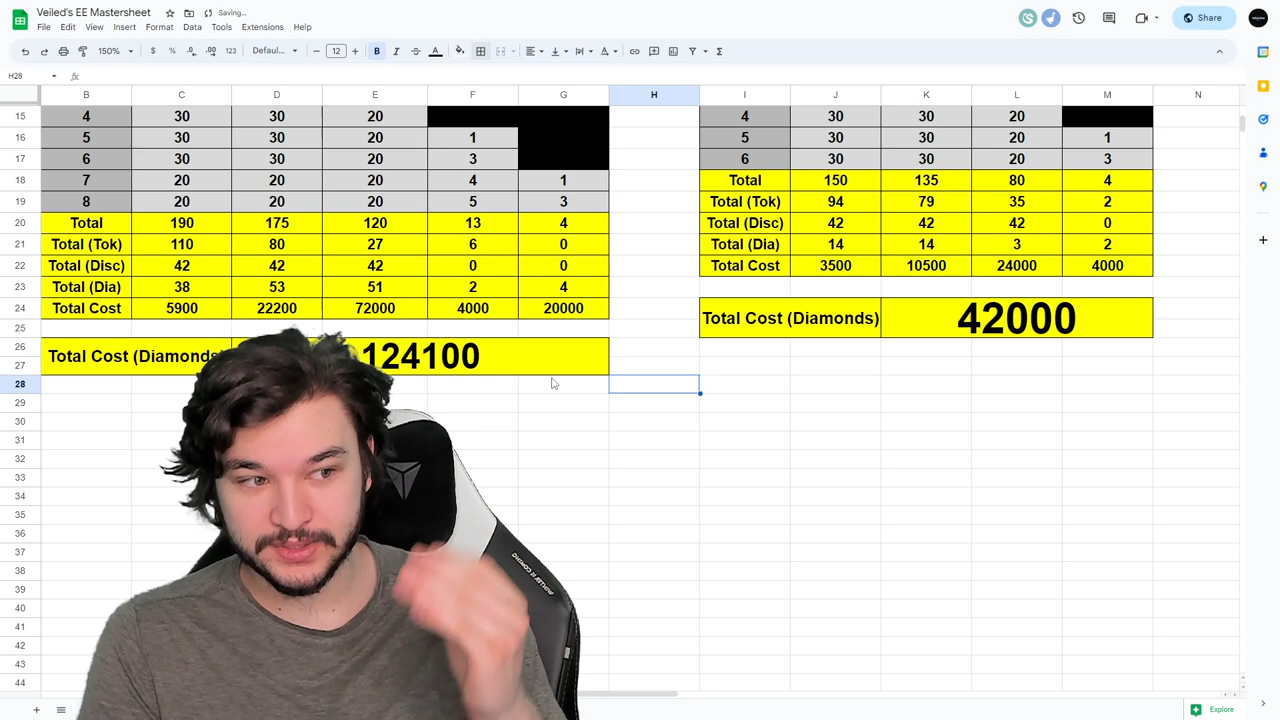 Veiled's EE Mastersheet Saving...
File Edit View Insert Format Data Tools Extensions Help
Share
150% $ % .0 .00 123 Defaul... 12 B I A
H28 fx
B C D E F G H I J K L M N
15 4 30 30 20 4 30 30 20
16 5 30 30 20 1 5 30 30 20 1
17 6 30 30 20 3 6 30 30 20 3
18 7 20 20 20 4 1 Total 150 135 80 4
19 8 20 20 20 5 3 Total (Tok) 94 79 35 2
20 Total 190 175 120 13 4 Total (Disc) 42 42 42 0
21 Total (Tok) 110 80 27 6 0 Total (Dia) 14 14 3 2
22 Total (Disc) 42 42 42 0 0 Total Cost 3500 10500 24000 4000
23 Total (Dia) 38 53 51 2 4
24 Total Cost 5900 22200 72000 4000 20000 Total Cost (Diamonds) 42000
25
26 Total Cost (Diamonds 124100
27
28
29
30
31
32
33
34
35
36
37
38
39
40
41
42
43
44
Explore